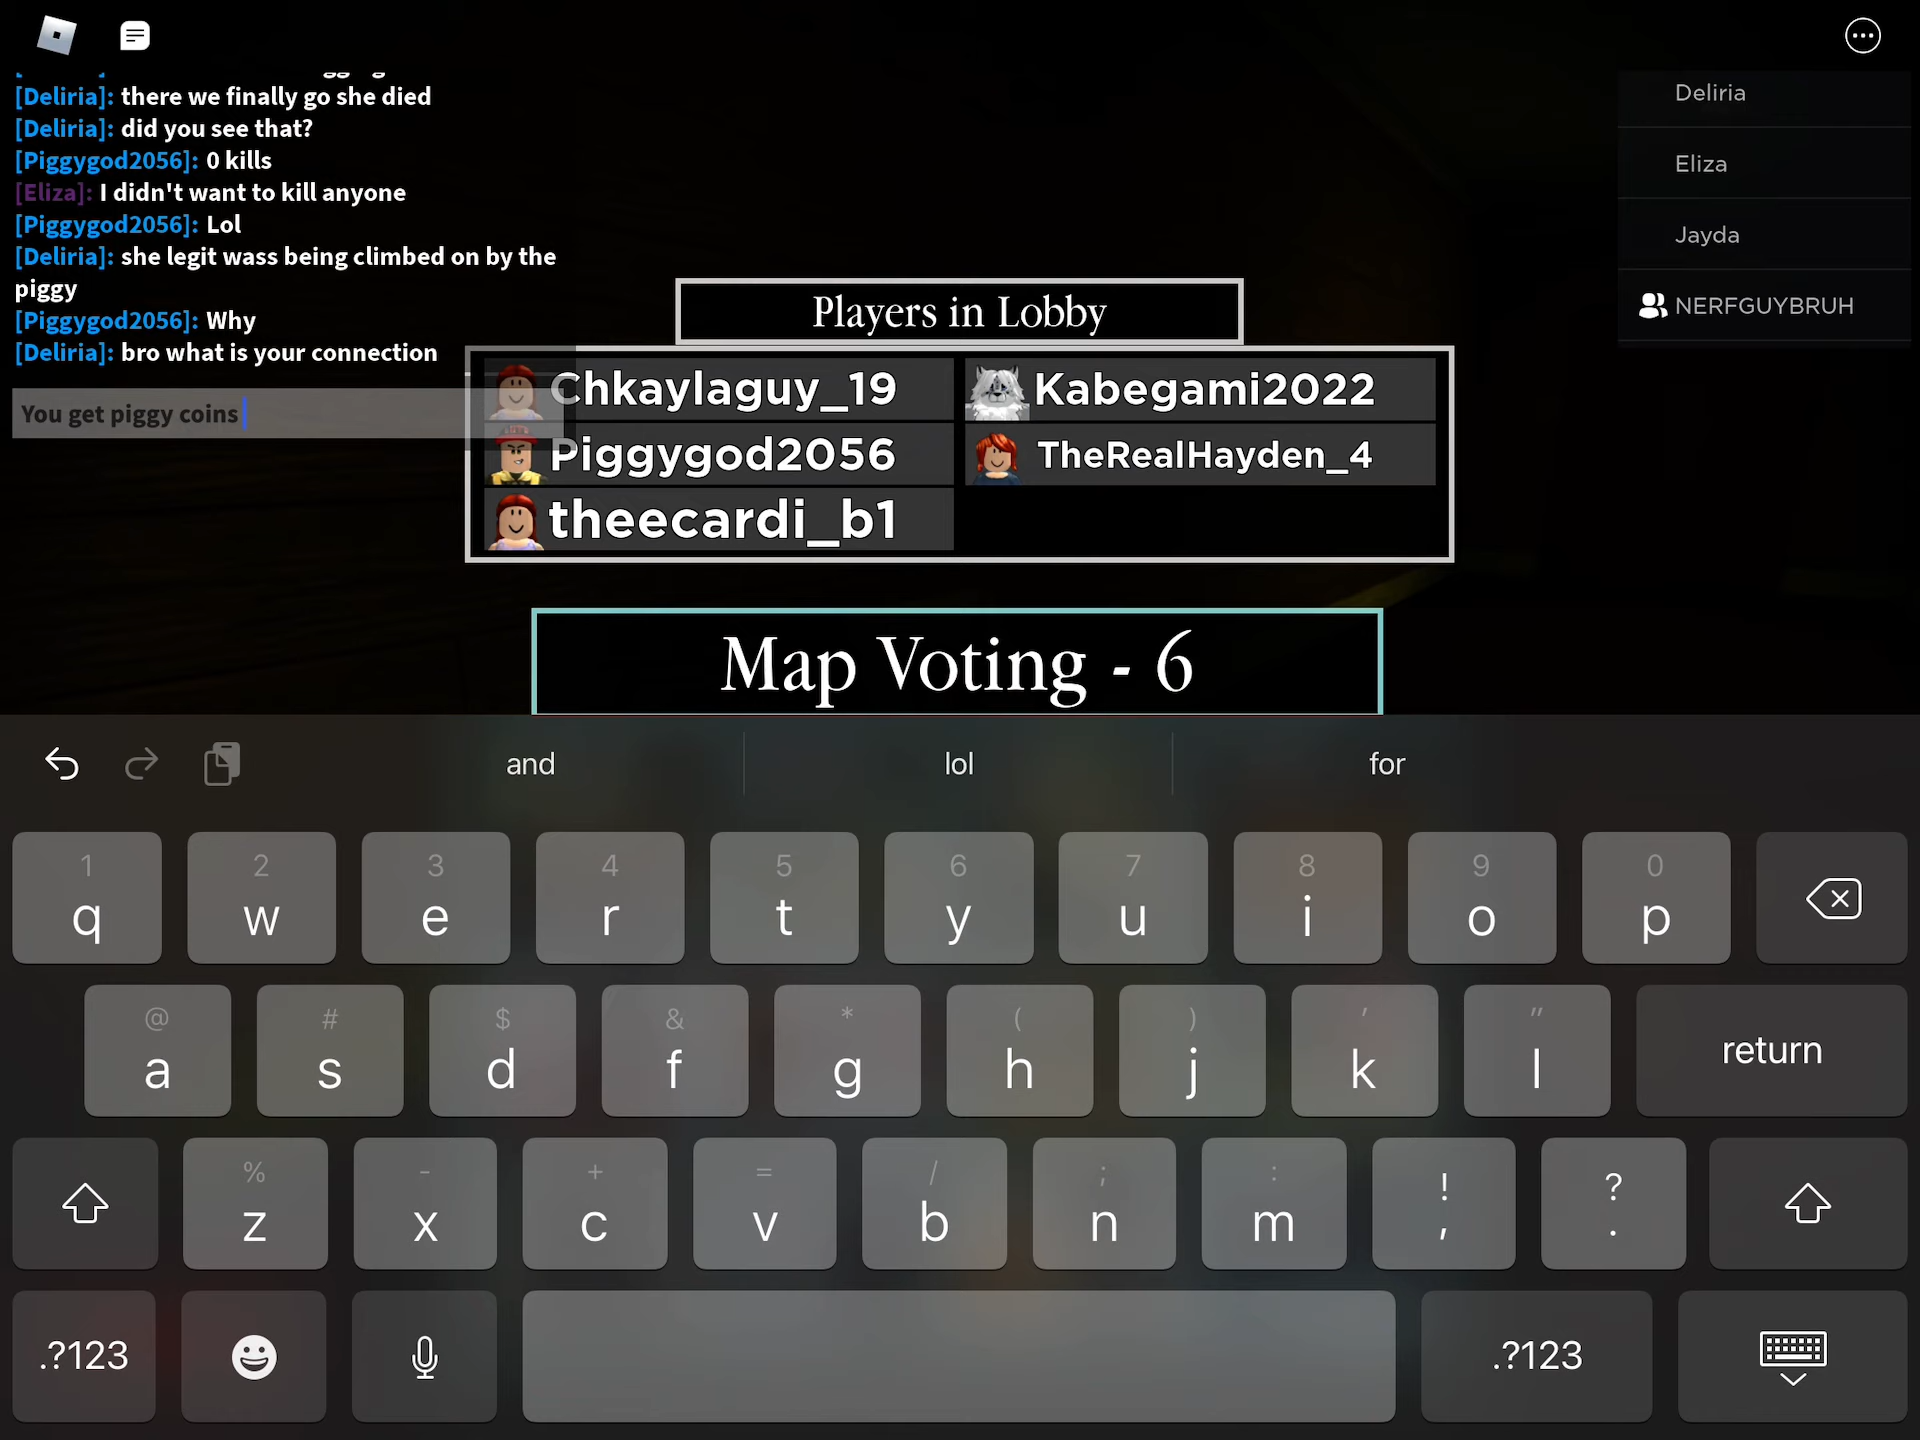 [Deliria]: there we finally go she died
[Deliria]: did you see that?
[Piggygod2056]: 0 kills
[Eliza]: I didn't want to kill anyone
[Piggygod2056]: Lol
[Deliria]: she legit wass being climbed on by the
piggy
[Piggygod2056]: Why
[Deliria]: bro what is your connection
You get piggy coins
Deliria
Eliza
Jayda
NERFGUYBRUH
Players in Lobby
Chkaylaguy_19
Kabegami2022
Piggygod2056
TheRealHayden_4
theecardi_b1
Map Voting - 6
and lol for
1 2 3 4 5 6 7 8 9 0
q w e r t y u i o p
@ # $ & * ( ) ' "
a s d f g h j k l return
% - + = / ; : ! ?
z x c v b n m , .
.?123 .?123